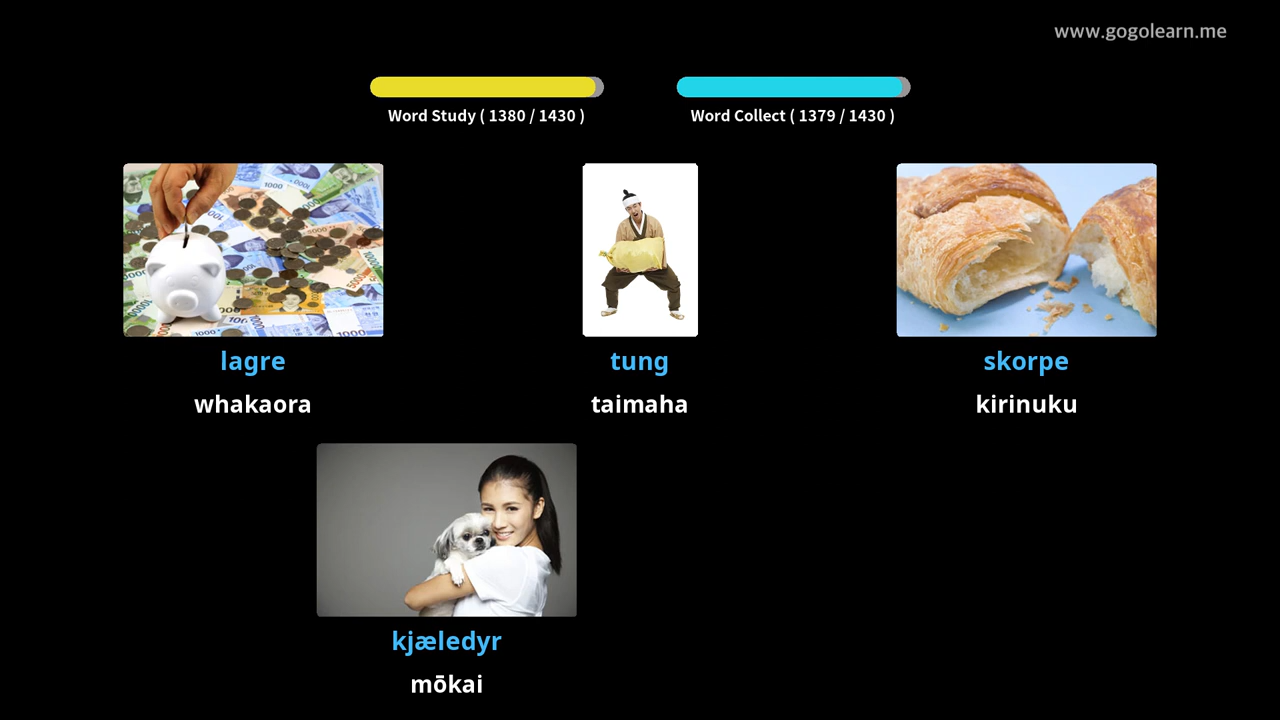 www.gogolearn.me
Word Study ( 1380 / 1430 )
Word Collect ( 1379 / 1430 )
lagre
whakaora
tung
taimaha
skorpe
kirinuku
kjæledyr
mōkai